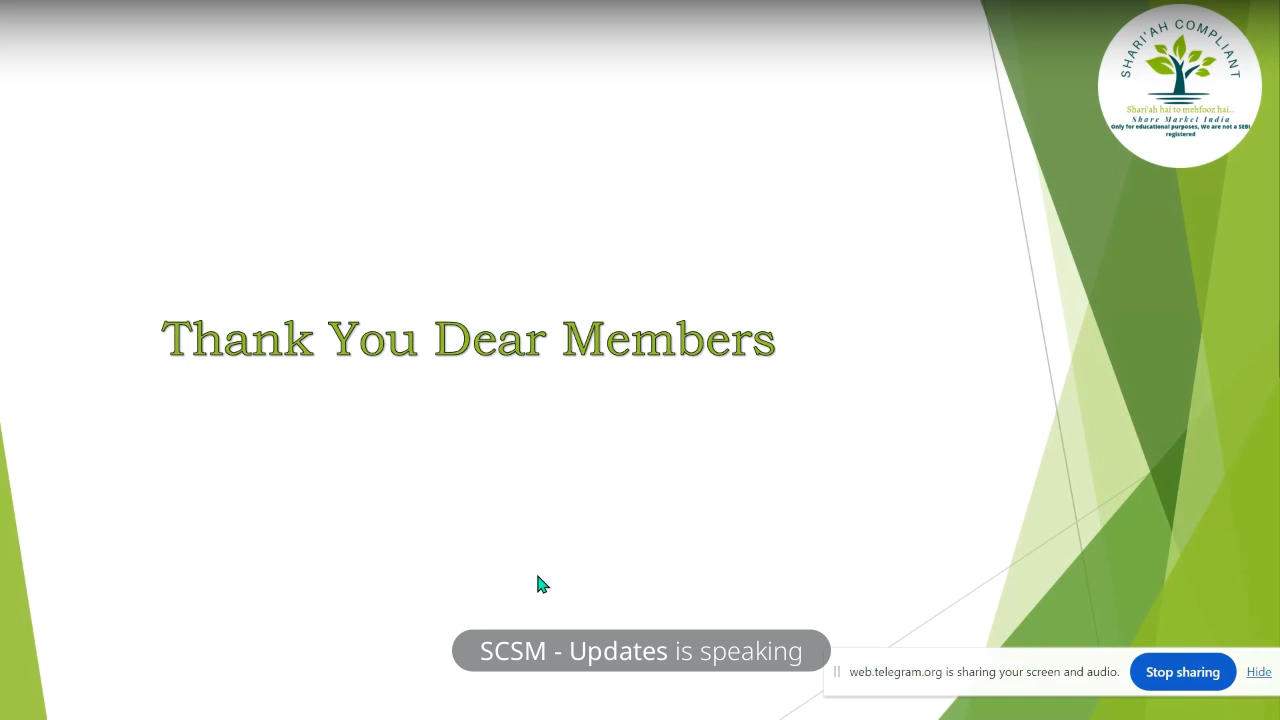 SHARI'AH COMPLIANT
Shari'ah hai to mehfooz hai..
Share Market India
Only for educational purposes, We are not a SEBI
registered
Thank You Dear Members
SCSM - Updates is speaking
web.telegram.org is sharing your screen and audio.
Stop sharing
Hide